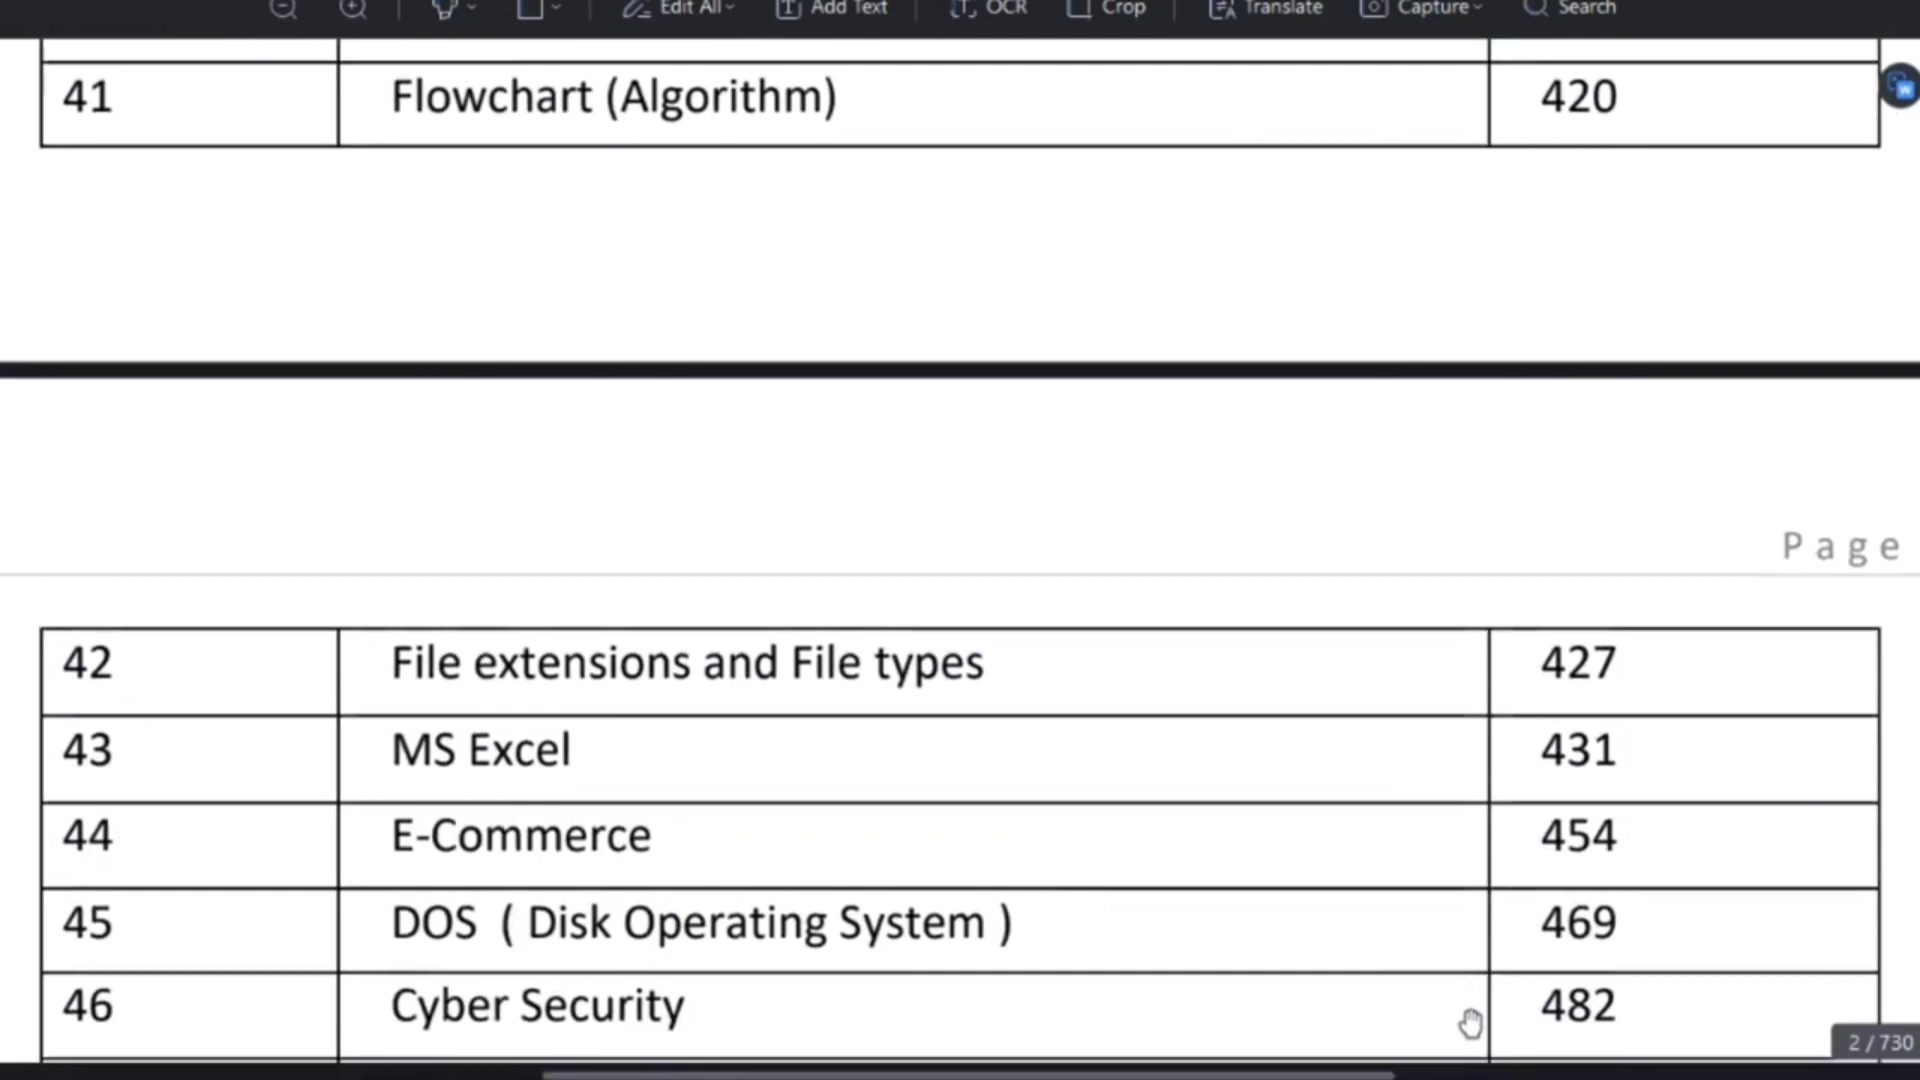 Edit All Add Text OCR Crop Translate Capture Search
41 Flowchart (Algorithm) 420
Page
42 File extensions and File types 427
43 MS Excel 431
44 E-Commerce 454
45 DOS ( Disk Operating System ) 469
46 Cyber Security 482
2 / 730